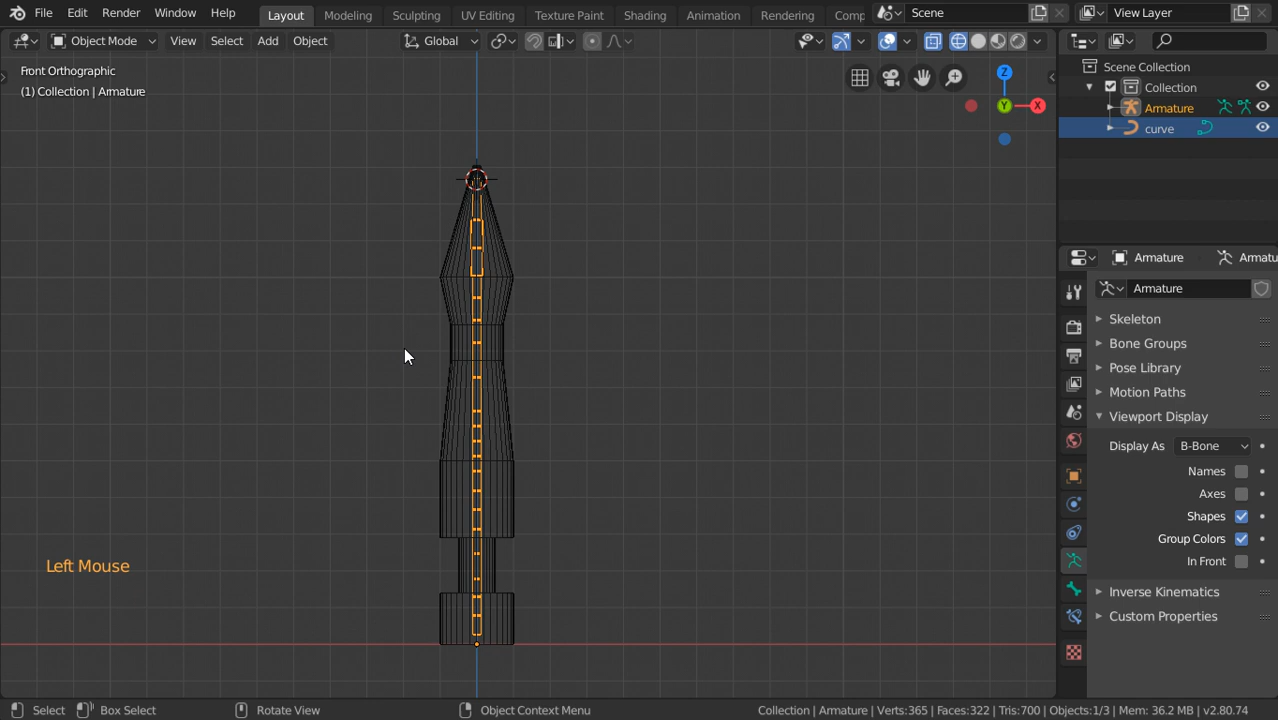 File Edit Render Window Help Layout Modeling Sculpting UV Editing Texture Paint Shading Animation Rendering Comp Scene View Layer
Object Mode View Select Add Object Global
Front Orthographic
(1) Collection | Armature
Z
Y
X
Left Mouse
Scene Collection
Collection
Armature
curve
Armature Armatu
Armature
Skeleton
Bone Groups
Pose Library
Motion Paths
Viewport Display
Display As B-Bone
Names
Axes
Shapes
Group Colors
In Front
Inverse Kinematics
Custom Properties
Select Box Select Rotate View Object Context Menu Collection | Armature | Verts:365 | Faces:322 | Tris:700 | Objects:1/3 | Mem: 36.2 MB | v2.80.74